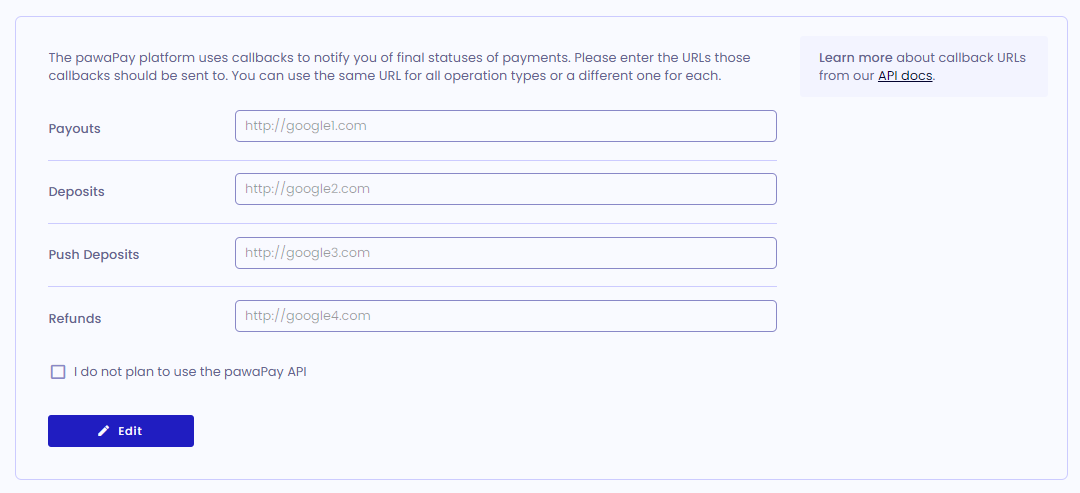 The pawaPay platform uses callbacks to notify you of final statuses of payments. Please enter the URLs those
callbacks should be sent to. You can use the same URL for all operation types or a different one for each.
Learn more about callback URLs
from our API docs.
Payouts
http://google1.com
Deposits
http://google2.com
Push Deposits
http://google3.com
Refunds
http://google4.com
I do not plan to use the pawaPay API
Edit